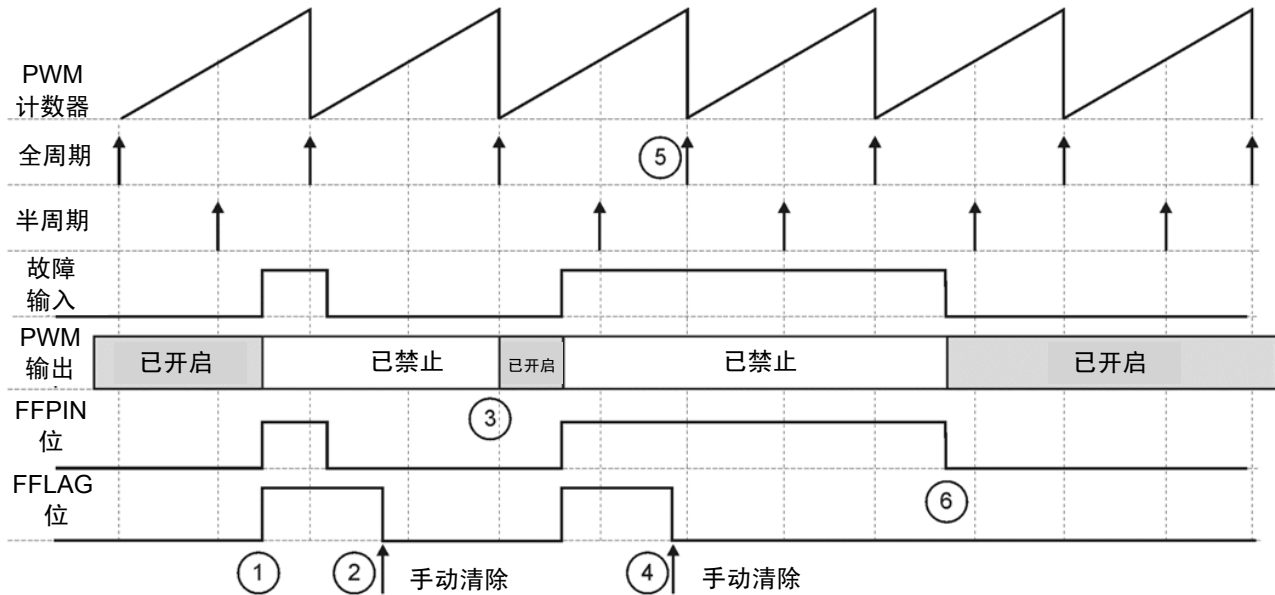 PWM
计数器
全周期
⑤
半周期
故障
输入
PWM
输出
已开启
已禁止
已开启
已禁止
已开启
FFPIN
位
③
FFLAG
位
⑥
①
②
手动清除
④
手动清除